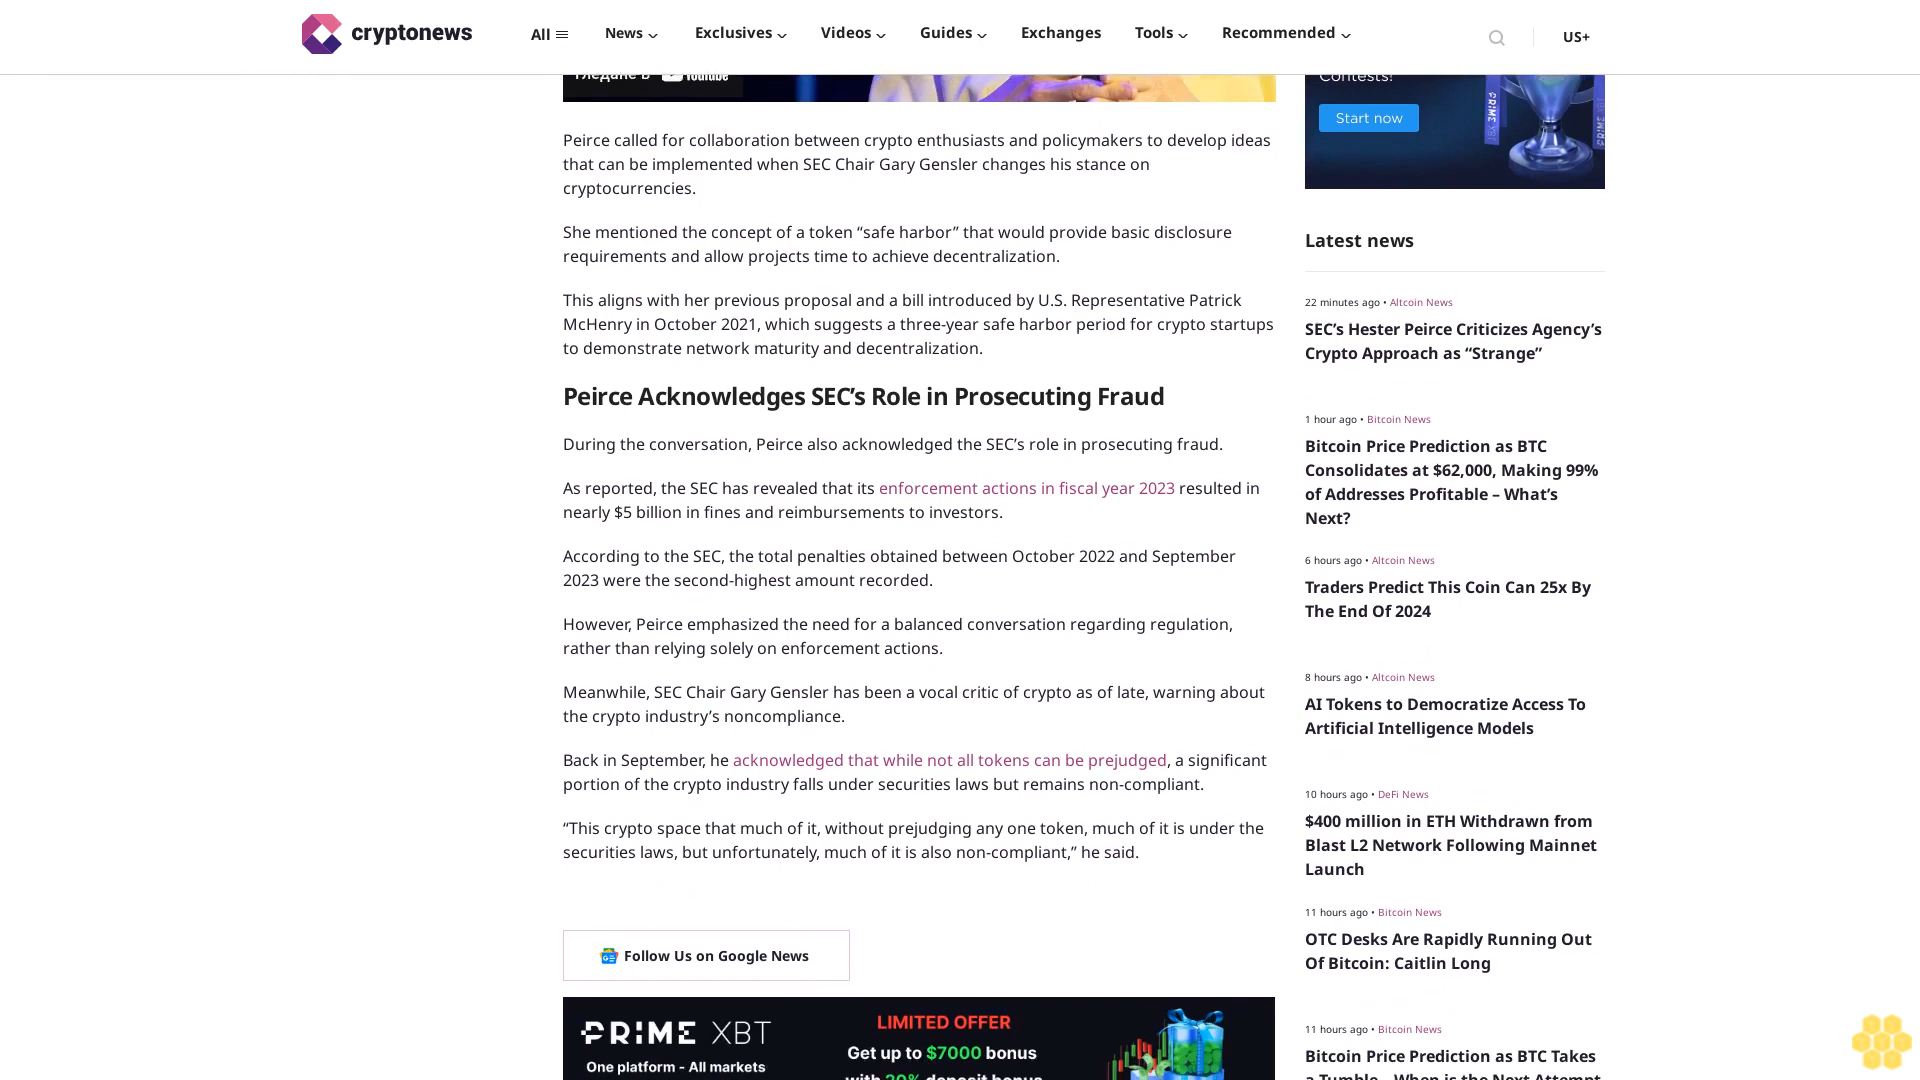 cryptonews
All
News
Exclusives
Videos
Guides
Exchanges
Tools
Recommended
US+
Гледане в YouTube
Peirce called for collaboration between crypto enthusiasts and policymakers to develop ideas
that can be implemented when SEC Chair Gary Gensler changes his stance on
cryptocurrencies.
She mentioned the concept of a token “safe harbor” that would provide basic disclosure
requirements and allow projects time to achieve decentralization.
This aligns with her previous proposal and a bill introduced by U.S. Representative Patrick
McHenry in October 2021, which suggests a three-year safe harbor period for crypto startups
to demonstrate network maturity and decentralization.
Peirce Acknowledges SEC’s Role in Prosecuting Fraud
During the conversation, Peirce also acknowledged the SEC’s role in prosecuting fraud.
As reported, the SEC has revealed that its enforcement actions in fiscal year 2023 resulted in
nearly $5 billion in fines and reimbursements to investors.
According to the SEC, the total penalties obtained between October 2022 and September
2023 were the second-highest amount recorded.
However, Peirce emphasized the need for a balanced conversation regarding regulation,
rather than relying solely on enforcement actions.
Meanwhile, SEC Chair Gary Gensler has been a vocal critic of crypto as of late, warning about
the crypto industry’s noncompliance.
Back in September, he acknowledged that while not all tokens can be prejudged, a significant
portion of the crypto industry falls under securities laws but remains non-compliant.
“This crypto space that much of it, without prejudging any one token, much of it is under the
securities laws, but unfortunately, much of it is also non-compliant,” he said.
Follow Us on Google News
PRIME XBT
One platform - All markets
LIMITED OFFER
Get up to $7000 bonus
with 20% deposit bonus
Contests!
Start now
PRIME XBT
PRIME
Latest news
22 minutes ago • Altcoin News
SEC’s Hester Peirce Criticizes Agency’s
Crypto Approach as “Strange”
1 hour ago • Bitcoin News
Bitcoin Price Prediction as BTC
Consolidates at $62,000, Making 99%
of Addresses Profitable – What’s
Next?
6 hours ago • Altcoin News
Traders Predict This Coin Can 25x By
The End Of 2024
8 hours ago • Altcoin News
AI Tokens to Democratize Access To
Artificial Intelligence Models
10 hours ago • DeFi News
$400 million in ETH Withdrawn from
Blast L2 Network Following Mainnet
Launch
11 hours ago • Bitcoin News
OTC Desks Are Rapidly Running Out
Of Bitcoin: Caitlin Long
11 hours ago • Bitcoin News
Bitcoin Price Prediction as BTC Takes
a Tumble – When is the Next Attempt